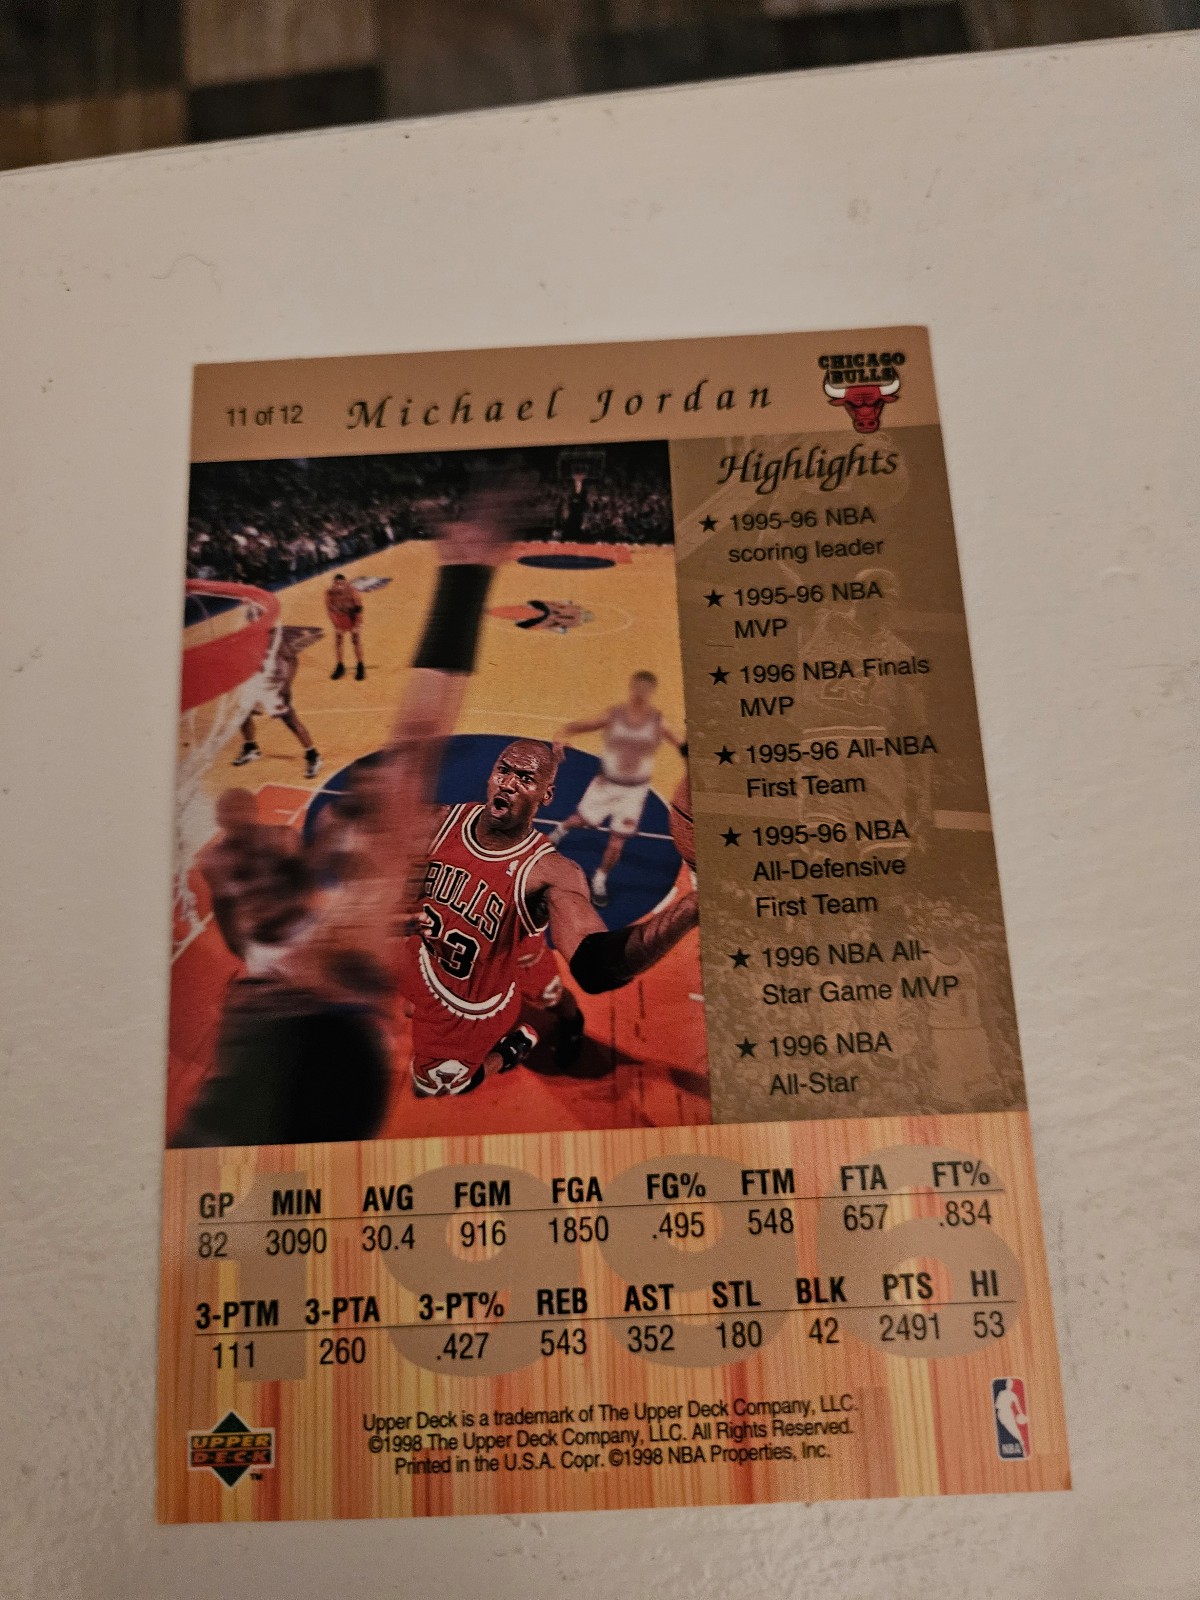 11 of 12 Michael Jordan
CHICAGO
BULLS
Highlights
★ 1995-96 NBA
scoring leader
★ 1995-96 NBA
MVP
★ 1996 NBA Finals
MVP
★ 1995-96 All-NBA
First Team
★ 1995-96 NBA
All-Defensive
First Team
★ 1996 NBA All-
Star Game MVP
★ 1996 NBA
All-Star
BULLS
23
1996
GP MIN AVG FGM FGA FG% FTM FTA FT%
82 3090 30.4 916 1850 .495 548 657 .834
3-PTM 3-PTA 3-PT% REB AST STL BLK PTS HI
111 260 .427 543 352 180 42 2491 53
UPPER
D·E·C·K
TM
Upper Deck is a trademark of The Upper Deck Company, LLC.
©1998 The Upper Deck Company, LLC. All Rights Reserved.
Printed in the U.S.A. Copr. ©1998 NBA Properties, Inc.
NBA